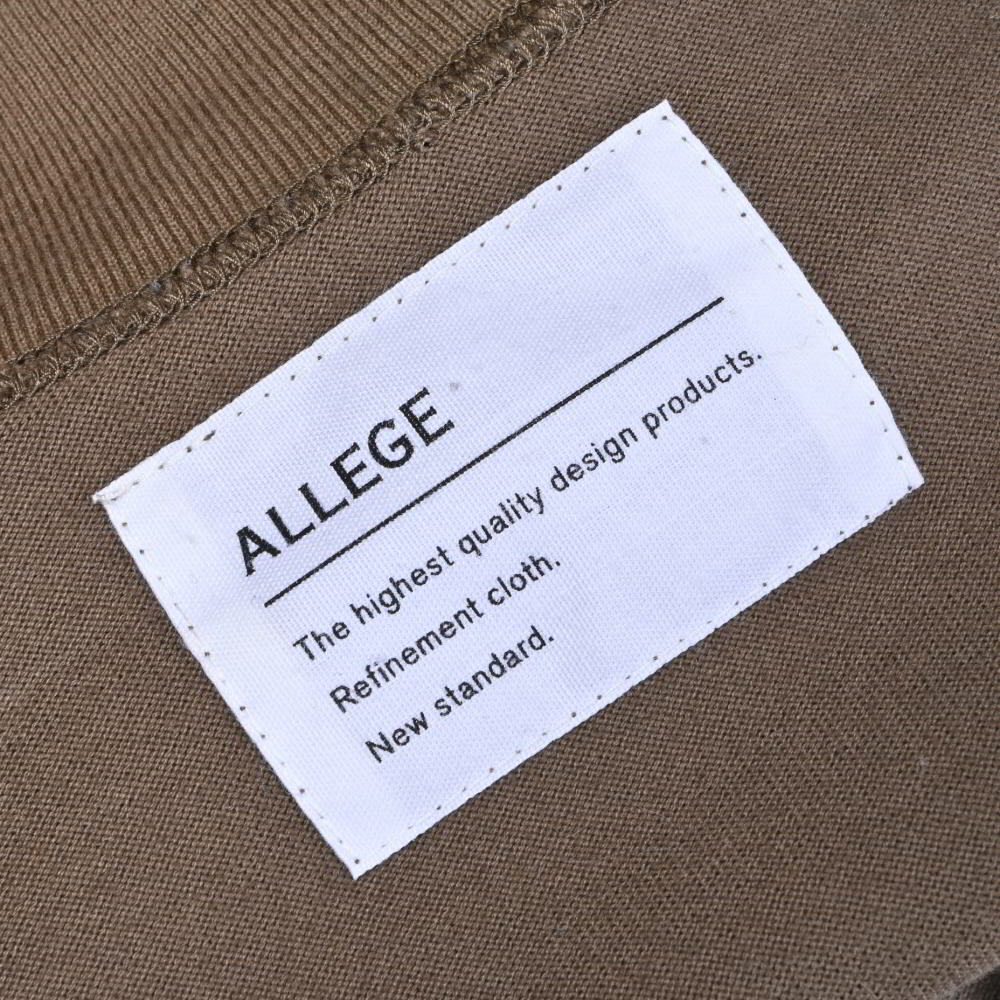 ALLEGE
The highest quality design products.
Refinement cloth.
New standard.